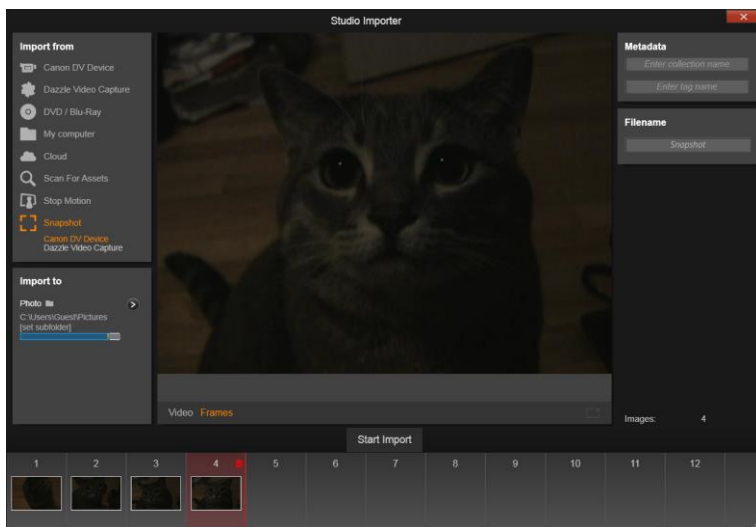 Studio Importer
Import from
Canon DV Device
Dazzle Video Capture
DVD / Blu-Ray
My computer
Cloud
Scan For Assets
Stop Motion
Snapshot
Canon DV Device
Dazzle Video Capture
Import to
Photo
C:\Users\Guest\Pictures
[set subfolder]
Video Frames
Metadata
Enter collection name
Enter tag name
Filename
Snapshot
Images: 4
Start Import
1 2 3 4 5 6 7 8 9 10 11 12